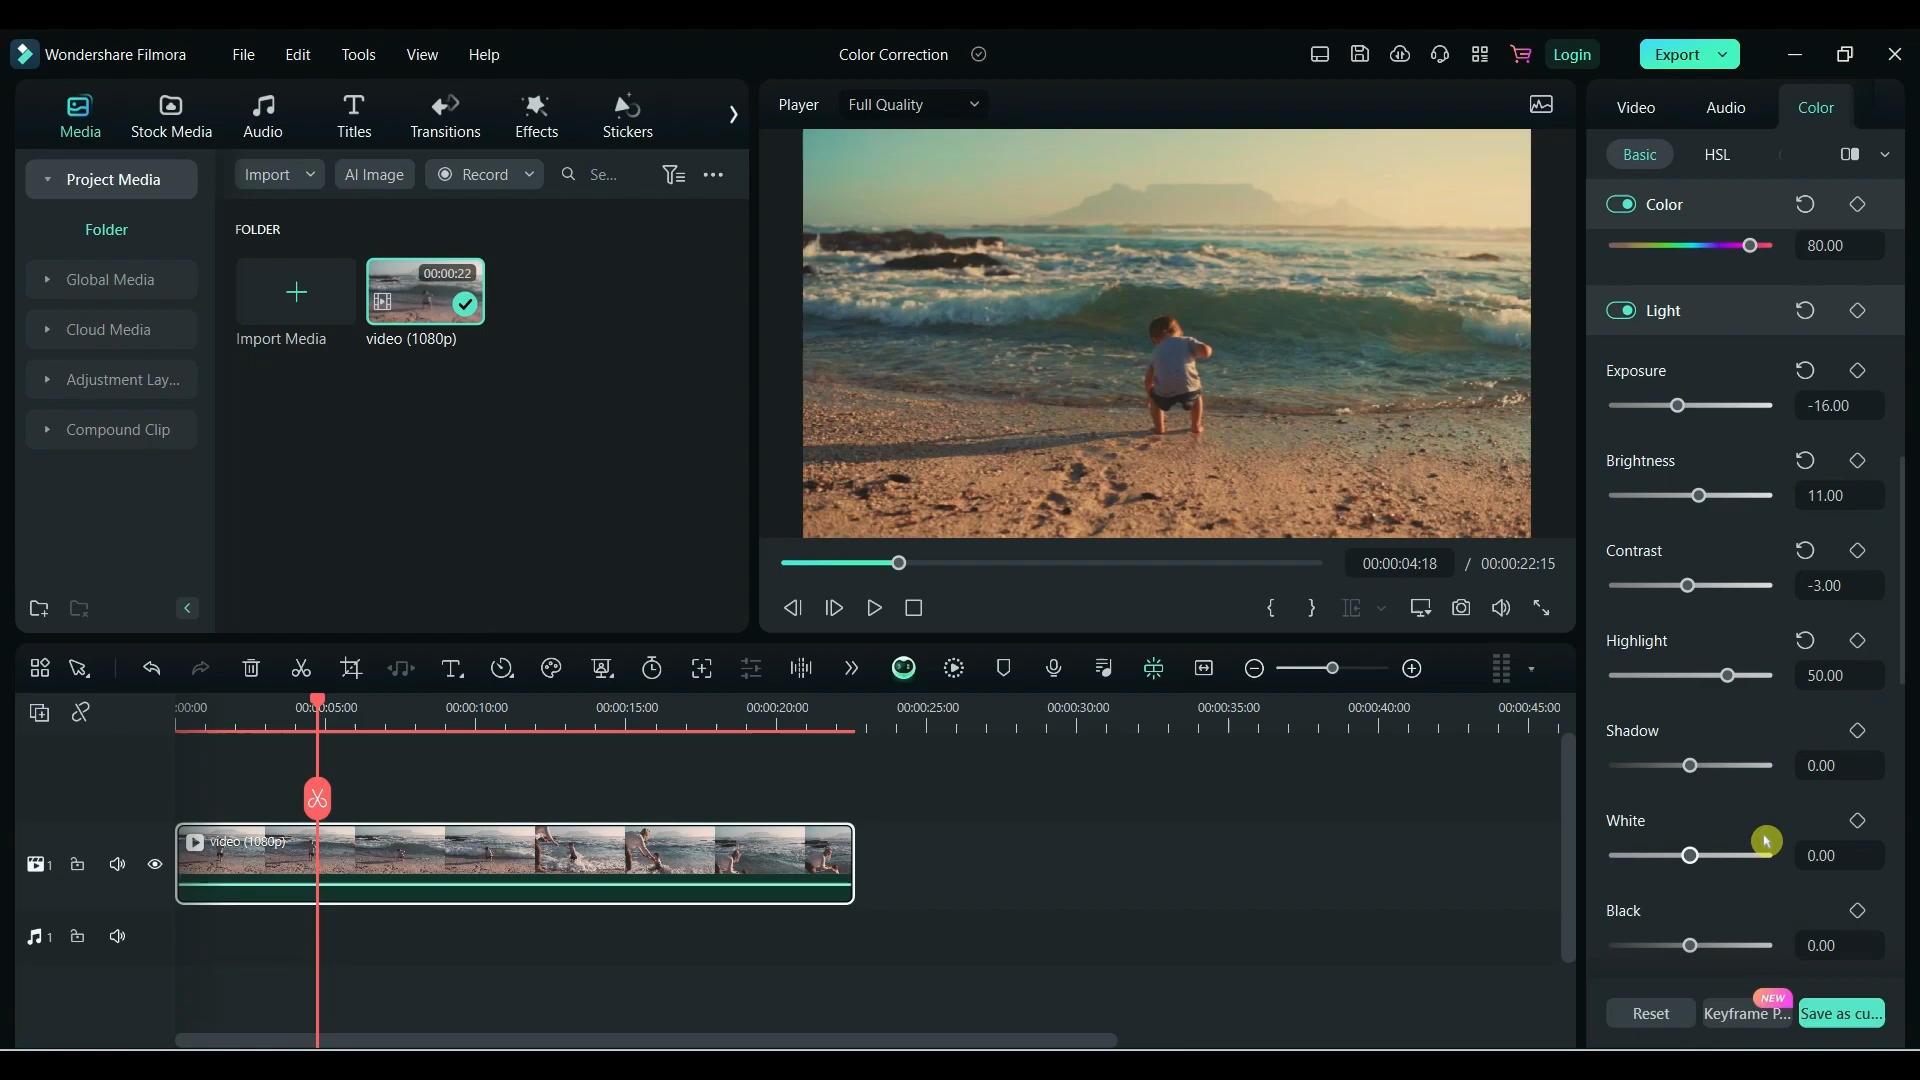 Wondershare Filmora
File
Edit
Tools
View
Help
Color Correction
Login
Export
Media
Stock Media
Audio
Titles
Transitions
Effects
Stickers
Player
Full Quality
Video
Audio
Color
Project Media
Import
AI Image
Record
Se...
Basic
HSL
Folder
FOLDER
Color
80.00
Global Media
00:00:22
Import Media
video (1080p)
Cloud Media
Light
Adjustment Lay...
Exposure
-16.00
Compound Clip
Brightness
11.00
Contrast
-3.00
00:00:04:18 / 00:00:22:15
Highlight
50.00
:00:00
00:00:05:00
00:00:10:00
00:00:15:00
00:00:20:00
00:00:25:00
00:00:30:00
00:00:35:00
00:00:40:00
00:00:45:00
Shadow
0.00
White
0.00
video (1080p)
1
Black
0.00
1
NEW
Reset
Keyframe P...
Save as cu...